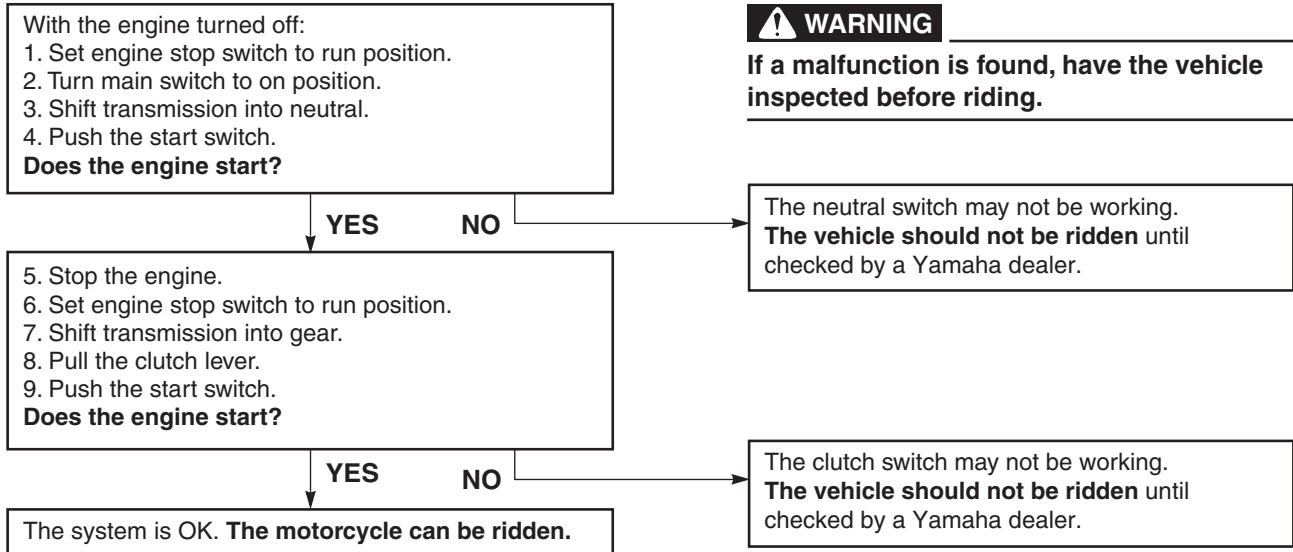 With the engine turned off:
1. Set engine stop switch to run position.
2. Turn main switch to on position.
3. Shift transmission into neutral.
4. Push the start switch.
Does the engine start?
WARNING
If a malfunction is found, have the vehicle
inspected before riding.
YES
NO
The neutral switch may not be working.
The vehicle should not be ridden until
checked by a Yamaha dealer.
5. Stop the engine.
6. Set engine stop switch to run position.
7. Shift transmission into gear.
8. Pull the clutch lever.
9. Push the start switch.
Does the engine start?
YES
NO
The clutch switch may not be working.
The vehicle should not be ridden until
checked by a Yamaha dealer.
The system is OK. The motorcycle can be ridden.